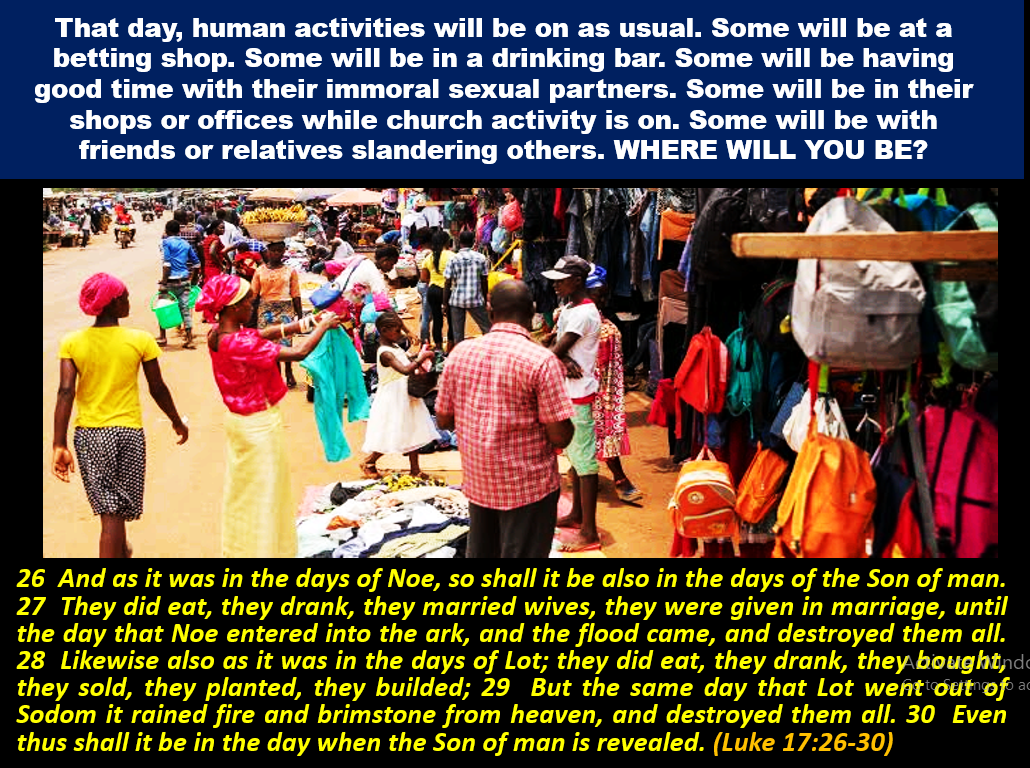 That day, human activities will be on as usual. Some will be at a
betting shop. Some will be in a drinking bar. Some will be having
good time with their immoral sexual partners. Some will be in their
shops or offices while church activity is on. Some will be with
friends or relatives slandering others. WHERE WILL YOU BE?
26 And as it was in the days of Noe, so shall it be also in the days of the Son of man.
27 They did eat, they drank, they married wives, they were given in marriage, until
the day that Noe entered into the ark, and the flood came, and destroyed them all.
28 Likewise also as it was in the days of Lot; they did eat, they drank, they bought,
they sold, they planted, they builded; 29 But the same day that Lot went out of
Sodom it rained fire and brimstone from heaven, and destroyed them all. 30 Even
thus shall it be in the day when the Son of man is revealed. (Luke 17:26-30)